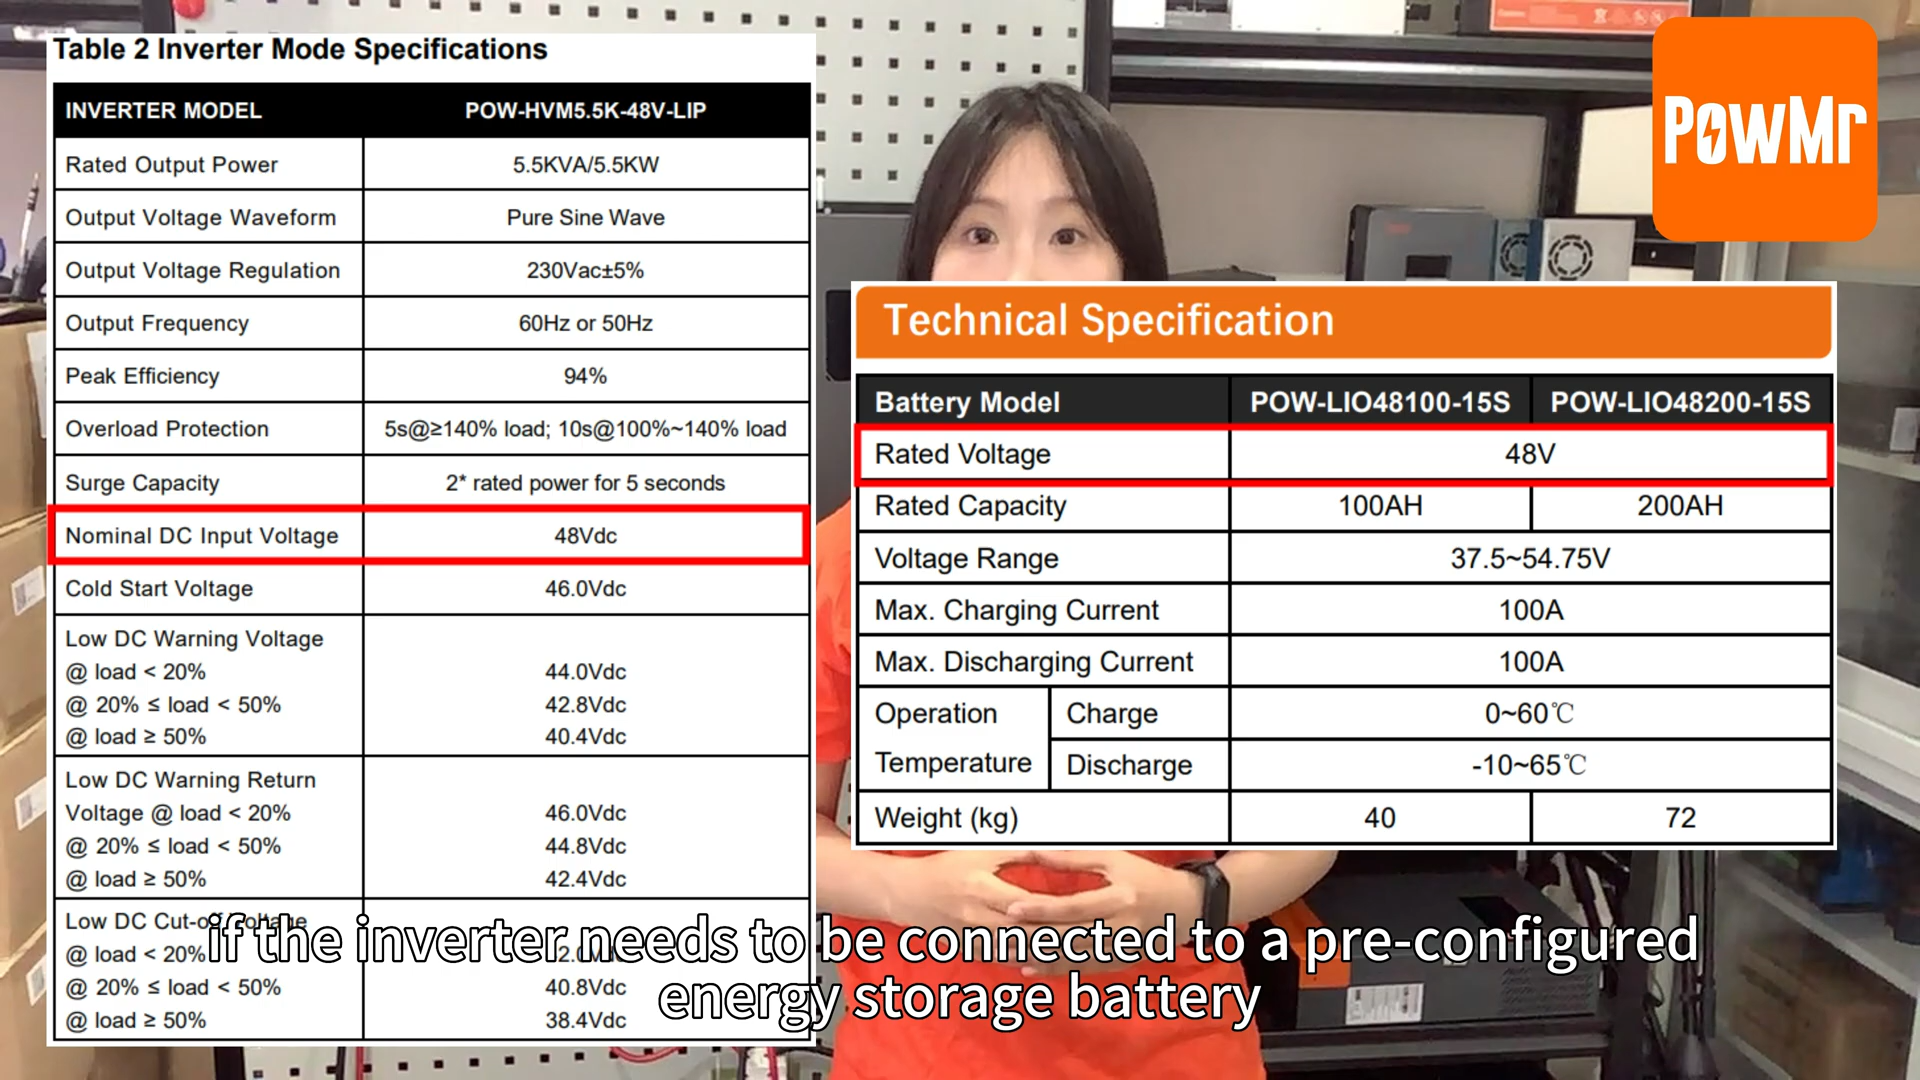 Table 2 Inverter Mode Specifications
INVERTER MODEL POW-HVM5.5K-48V-LIP
Rated Output Power 5.5KVA/5.5KW
Output Voltage Waveform Pure Sine Wave
Output Voltage Regulation 230Vac±5%
Output Frequency 60Hz or 50Hz
Peak Efficiency 94%
Overload Protection 5s@≥140% load; 10s@100%~140% load
Surge Capacity 2* rated power for 5 seconds
Nominal DC Input Voltage 48Vdc
Cold Start Voltage 46.0Vdc
Low DC Warning Voltage
@ load < 20% 44.0Vdc
@ 20% ≤ load < 50% 42.8Vdc
@ load ≥ 50% 40.4Vdc
Low DC Warning Return
Voltage @ load < 20% 46.0Vdc
@ 20% ≤ load < 50% 44.8Vdc
@ load ≥ 50% 42.4Vdc
Low DC Cut-off Voltage
@ load < 20%
@ 20% ≤ load < 50% 40.8Vdc
@ load ≥ 50% 38.4Vdc
PowMr
Technical Specification
Battery Model POW-LIO48100-15S POW-LIO48200-15S
Rated Voltage 48V
Rated Capacity 100AH 200AH
Voltage Range 37.5~54.75V
Max. Charging Current 100A
Max. Discharging Current 100A
Operation Temperature Charge 0~60℃
Discharge -10~65℃
Weight (kg) 40 72
if the inverter needs to be connected to a pre-configured
energy storage battery